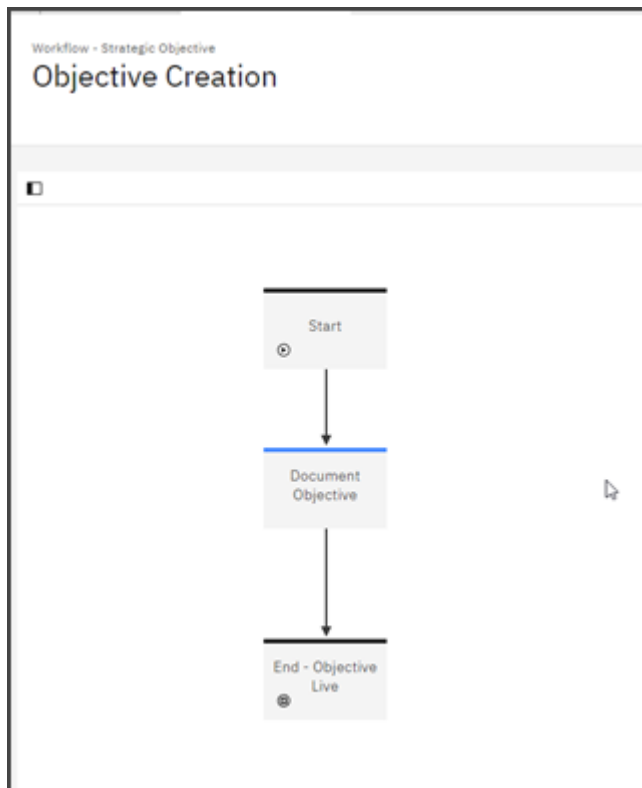 Workflow - Strategic Objective
Objective Creation
Start
Document
Objective
End - Objective
Live